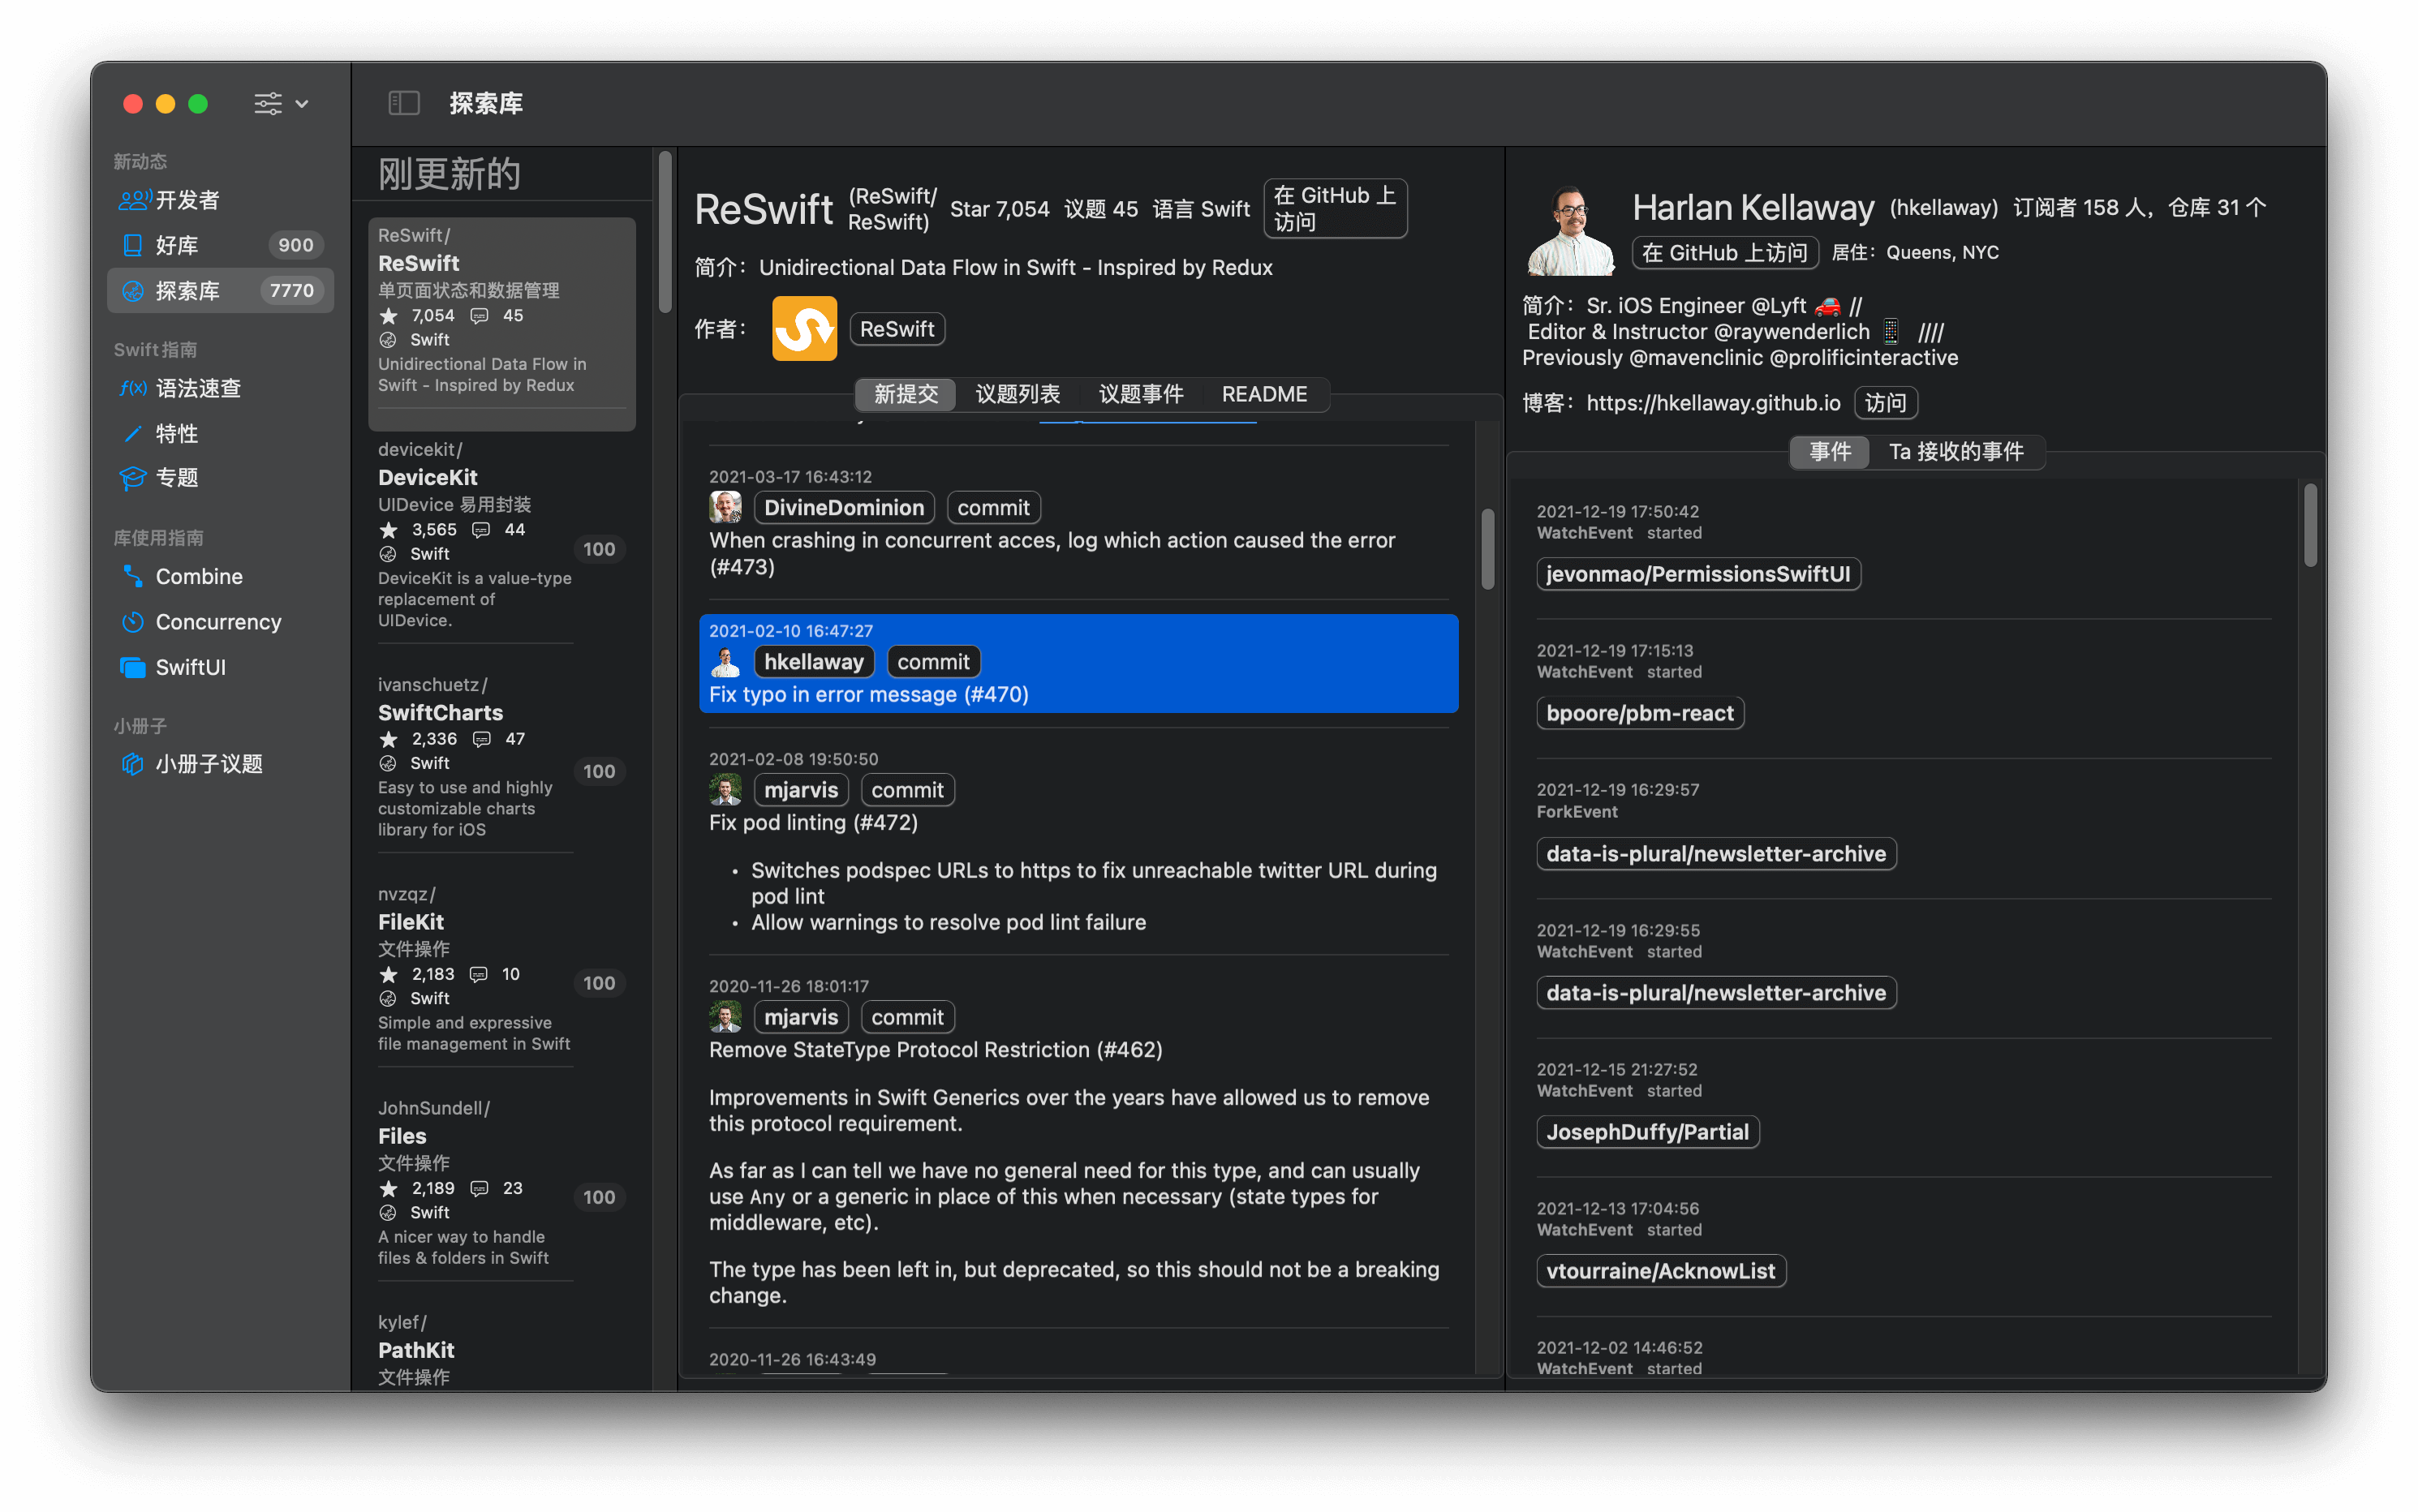 探索库
新动态
开发者
好库 900
探索库 7770
Swift指南
语法速查
特性
专题
库使用指南
Combine
Concurrency
SwiftUI
小册子
小册子议题
刚更新的
ReSwift/
ReSwift
单页面状态和数据管理
7,054 45
Swift
Unidirectional Data Flow in
Swift - Inspired by Redux
devicekit/
DeviceKit
UIDevice 易用封装
3,565 44
Swift
100
DeviceKit is a value-type
replacement of
UIDevice.
ivanschuetz/
SwiftCharts
2,336 47
Swift
100
Easy to use and highly
customizable charts
library for iOS
nvzqz/
FileKit
文件操作
2,183 10
Swift
100
Simple and expressive
file management in Swift
JohnSundell/
Files
文件操作
2,189 23
Swift
100
A nicer way to handle
files & folders in Swift
kylef/
PathKit
文件操作
ReSwift (ReSwift/
ReSwift) Star 7,054 议题 45 语言 Swift 在 GitHub 上
访问
简介：Unidirectional Data Flow in Swift - Inspired by Redux
作者： ReSwift
新提交 议题列表 议题事件 README
2021-03-17 16:43:12
DivineDominion commit
When crashing in concurrent acces, log which action caused the error
(#473)
2021-02-10 16:47:27
hkellaway commit
Fix typo in error message (#470)
2021-02-08 19:50:50
mjarvis commit
Fix pod linting (#472)
• Switches podspec URLs to https to fix unreachable twitter URL during
pod lint
• Allow warnings to resolve pod lint failure
2020-11-26 18:01:17
mjarvis commit
Remove StateType Protocol Restriction (#462)
Improvements in Swift Generics over the years have allowed us to remove
this protocol requirement.
As far as I can tell we have no general need for this type, and can usually
use Any or a generic in place of this when necessary (state types for
middleware, etc).
The type has been left in, but deprecated, so this should not be a breaking
change.
2020-11-26 16:43:49
Harlan Kellaway (hkellaway) 订阅者 158 人，仓库 31 个
在 GitHub 上访问 居住：Queens, NYC
简介：Sr. iOS Engineer @Lyft 🚗 //
Editor & Instructor @raywenderlich 📱 ////
Previously @mavenclinic @prolificinteractive
博客：https://hkellaway.github.io 访问
事件 Ta 接收的事件
2021-12-19 17:50:42
WatchEvent started
jevonmao/PermissionsSwiftUI
2021-12-19 17:15:13
WatchEvent started
bpoore/pbm-react
2021-12-19 16:29:57
ForkEvent
data-is-plural/newsletter-archive
2021-12-19 16:29:55
WatchEvent started
data-is-plural/newsletter-archive
2021-12-15 21:27:52
WatchEvent started
JosephDuffy/Partial
2021-12-13 17:04:56
WatchEvent started
vtourraine/AcknowList
2021-12-02 14:46:52
WatchEvent started